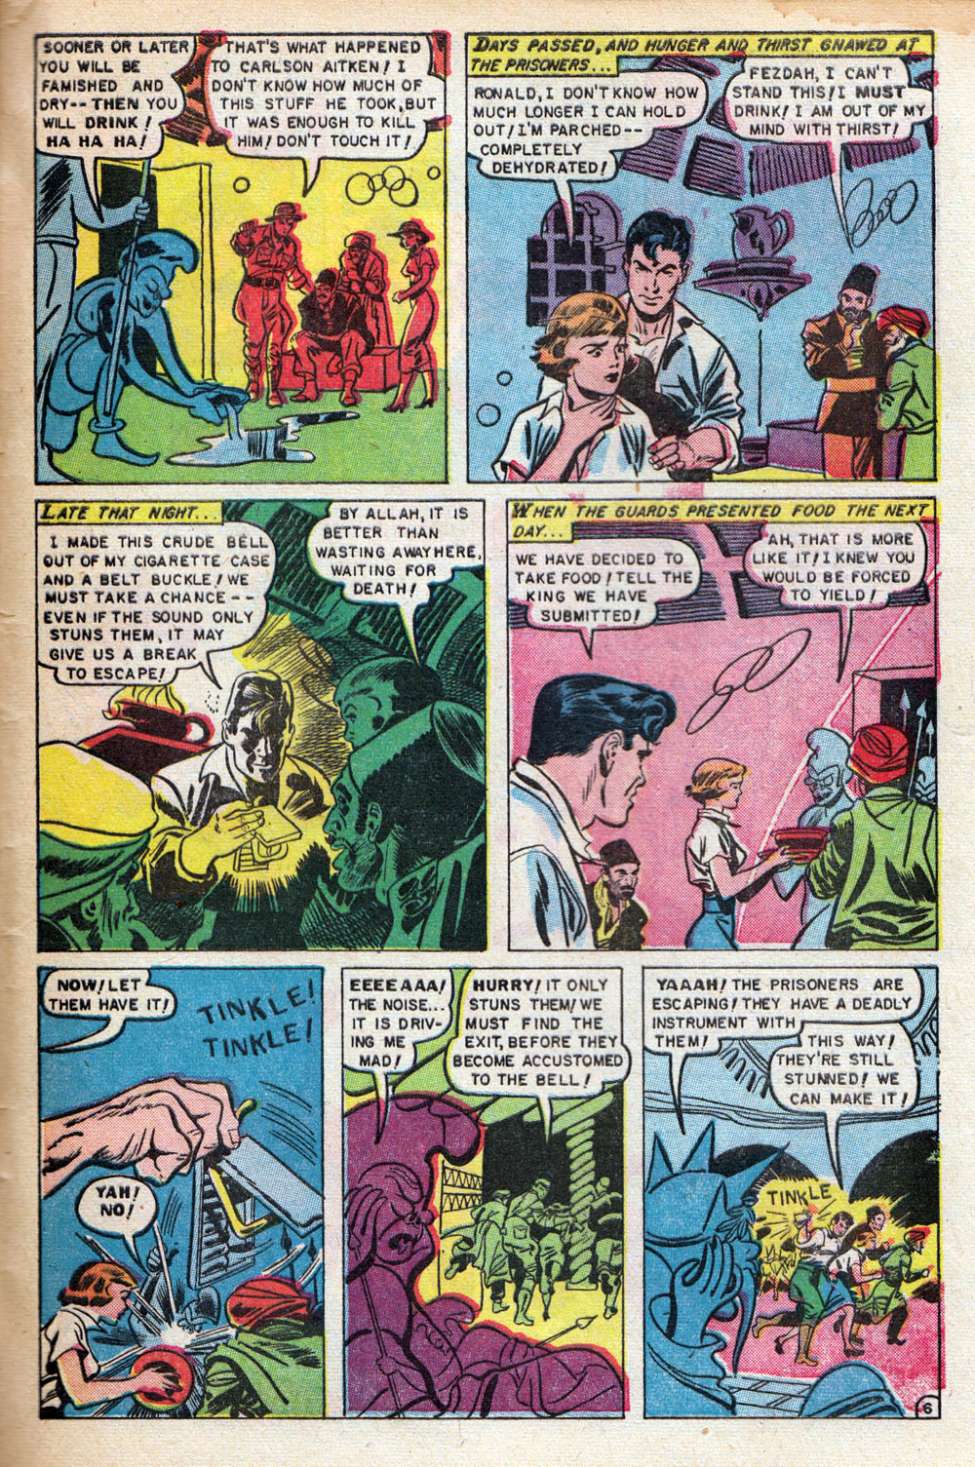 SOONER OR LATER
YOU WILL BE
FAMISHED AND
DRY--THEN YOU
WILL DRINK!
HA HA HA!
THAT'S WHAT HAPPENED
TO CARLSON AITKEN! I
DON'T KNOW HOW MUCH OF
THIS STUFF HE TOOK, BUT
IT WAS ENOUGH TO KILL
HIM! DON'T TOUCH IT!
DAYS PASSED, AND HUNGER AND THIRST GNAWED AT
THE PRISONERS...
RONALD, I DON'T KNOW HOW
MUCH LONGER I CAN HOLD
OUT! I'M PARCHED--
COMPLETELY
DEHYDRATED!
FEZDAH, I CAN'T
STAND THIS! I MUST
DRINK! I AM OUT OF MY
MIND WITH THIRST!
LATE THAT NIGHT...
I MADE THIS CRUDE BELL
OUT OF MY CIGARETTE CASE
AND A BELT BUCKLE! WE
MUST TAKE A CHANCE--
EVEN IF THE SOUND ONLY
STUNS THEM, IT MAY
GIVE US A BREAK
TO ESCAPE!
BY ALLAH, IT IS
BETTER THAN
WASTING AWAY HERE,
WAITING FOR
DEATH!
WHEN THE GUARDS PRESENTED FOOD THE NEXT
DAY...
WE HAVE DECIDED TO
TAKE FOOD! TELL THE
KING WE HAVE
SUBMITTED!
AH, THAT IS MORE
LIKE IT! I KNEW YOU
WOULD BE FORCED
TO YIELD!
NOW! LET
THEM HAVE IT!
TINKLE!
TINKLE!
YAH!
NO!
EEEEAAA!
THE NOISE...
IT IS DRIV-
ING ME
MAD!
HURRY! IT ONLY
STUNS THEM! WE
MUST FIND THE
EXIT, BEFORE THEY
BECOME ACCUSTOMED
TO THE BELL!
YAAAH! THE PRISONERS ARE
ESCAPING! THEY HAVE A DEADLY
INSTRUMENT WITH
THEM!
THIS WAY!
THEY'RE STILL
STUNNED! WE
CAN MAKE IT!
TINKLE
6